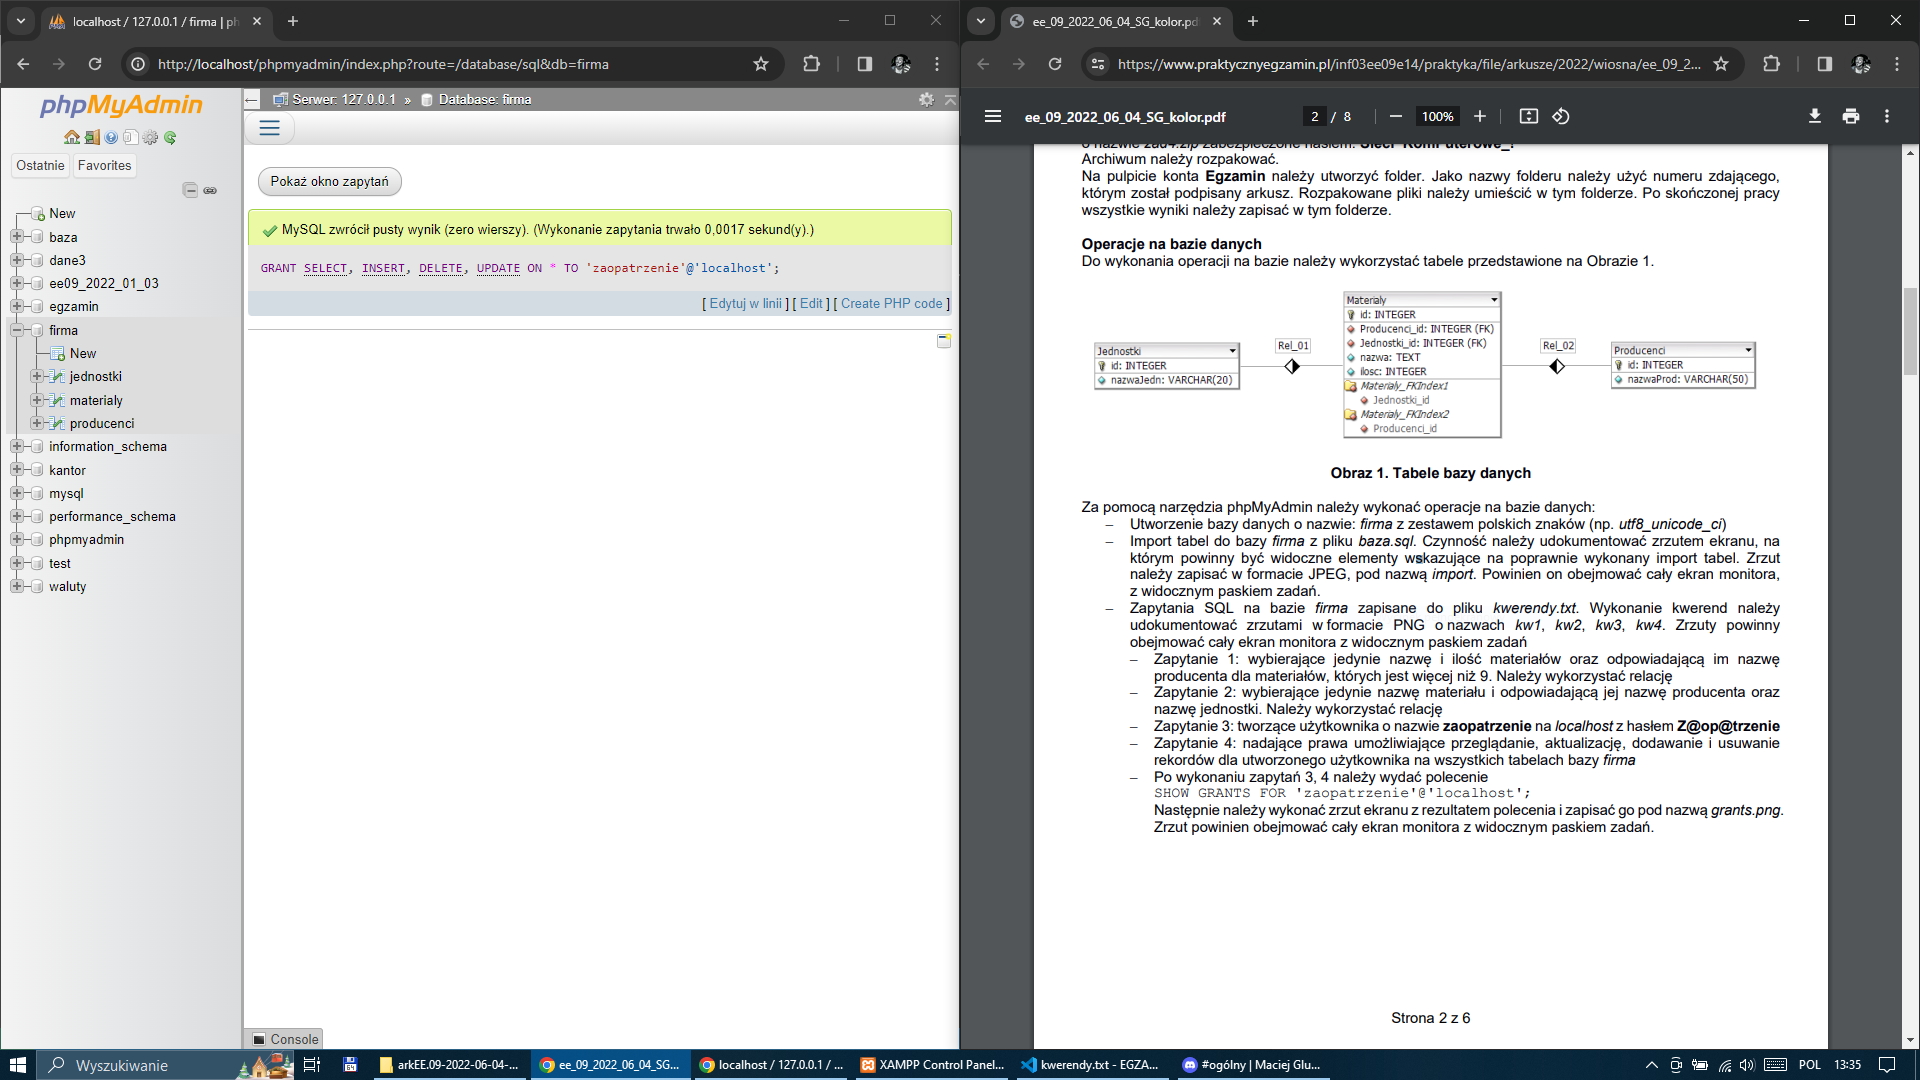 localhost / 127.0.0.1 / firma | ph
http://localhost/phpmyadmin/index.php?route=/database/sql&db=firma
phpMyAdmin
Ostatnie
Favorites
New
baza
dane3
ee09_2022_01_03
egzamin
firma
New
jednostki
materialy
producenci
information_schema
kantor
mysql
performance_schema
phpmyadmin
test
waluty
Serwer: 127.0.0.1 » Database: firma
Pokaż okno zapytań
MySQL zwrócił pusty wynik (zero wierszy). (Wykonanie zapytania trwało 0,0017 sekund(y).)
GRANT SELECT, INSERT, DELETE, UPDATE ON * TO 'zaopatrzenie'@'localhost';
[ Edytuj w linii ] [ Edit ] [ Create PHP code ]
Console
ee_09_2022_06_04_SG_kolor.pdf
https://www.praktycznyegzamin.pl/inf03ee09e14/praktyka/file/arkusze/2022/wiosna/ee_09_2...
ee_09_2022_06_04_SG_kolor.pdf
2 / 8
100%
Archiwum należy rozpakować.
Na pulpicie konta Egzamin należy utworzyć folder. Jako nazwy folderu należy użyć numeru zdającego,
którym został podpisany arkusz. Rozpakowane pliki należy umieścić w tym folderze. Po skończonej pracy
wszystkie wyniki należy zapisać w tym folderze.
Operacje na bazie danych
Do wykonania operacji na bazie należy wykorzystać tabele przedstawione na Obrazie 1.
Jednostki
id: INTEGER
nazwaJedn: VARCHAR(20)
Rel_01
Materialy
id: INTEGER
Producenci_id: INTEGER (FK)
Jednostki_id: INTEGER (FK)
nazwa: TEXT
ilosc: INTEGER
Materialy_FKIndex1
Jednostki_id
Materialy_FKIndex2
Producenci_id
Rel_02
Producenci
id: INTEGER
nazwaProd: VARCHAR(50)
Obraz 1. Tabele bazy danych
Za pomocą narzędzia phpMyAdmin należy wykonać operacje na bazie danych:
– Utworzenie bazy danych o nazwie: firma z zestawem polskich znaków (np. utf8_unicode_ci)
– Import tabel do bazy firma z pliku baza.sql. Czynność należy udokumentować zrzutem ekranu, na
którym powinny być widoczne elementy wskazujące na poprawnie wykonany import tabel. Zrzut
należy zapisać w formacie JPEG, pod nazwą import. Powinien on obejmować cały ekran monitora,
z widocznym paskiem zadań.
– Zapytania SQL na bazie firma zapisane do pliku kwerendy.txt. Wykonanie kwerend należy
udokumentować zrzutami w formacie PNG o nazwach kw1, kw2, kw3, kw4. Zrzuty powinny
obejmować cały ekran monitora z widocznym paskiem zadań
– Zapytanie 1: wybierające jedynie nazwę i ilość materiałów oraz odpowiadającą im nazwę
producenta dla materiałów, których jest więcej niż 9. Należy wykorzystać relację
– Zapytanie 2: wybierające jedynie nazwę materiału i odpowiadającą jej nazwę producenta oraz
nazwę jednostki. Należy wykorzystać relację
– Zapytanie 3: tworzące użytkownika o nazwie zaopatrzenie na localhost z hasłem Z@op@trzenie
– Zapytanie 4: nadające prawa umożliwiające przeglądanie, aktualizację, dodawanie i usuwanie
rekordów dla utworzonego użytkownika na wszystkich tabelach bazy firma
– Po wykonaniu zapytań 3, 4 należy wydać polecenie
SHOW GRANTS FOR 'zaopatrzenie'@'localhost';
Następnie należy wykonać zrzut ekranu z rezultatem polecenia i zapisać go pod nazwą grants.png.
Zrzut powinien obejmować cały ekran monitora z widocznym paskiem zadań.
Strona 2 z 6
Wyszukiwanie
arkEE.09-2022-06-04-...
ee_09_2022_06_04_SG...
localhost / 127.0.0.1 / ...
XAMPP Control Panel...
kwerendy.txt - EGZA...
#ogólny | Maciej Glu...
POL
13:35